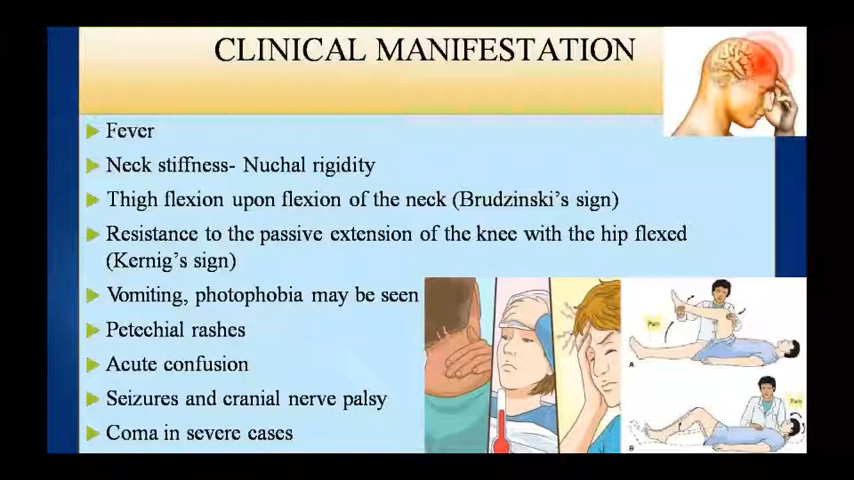 CLINICAL MANIFESTATION
Fever
Neck stiffness- Nuchal rigidity
Thigh flexion upon flexion of the neck (Brudzinski’s sign)
Resistance to the passive extension of the knee with the hip flexed
(Kernig’s sign)
Vomiting, photophobia may be seen
Petechial rashes
Acute confusion
Seizures and cranial nerve palsy
Coma in severe cases
Pain
A
Pain
B